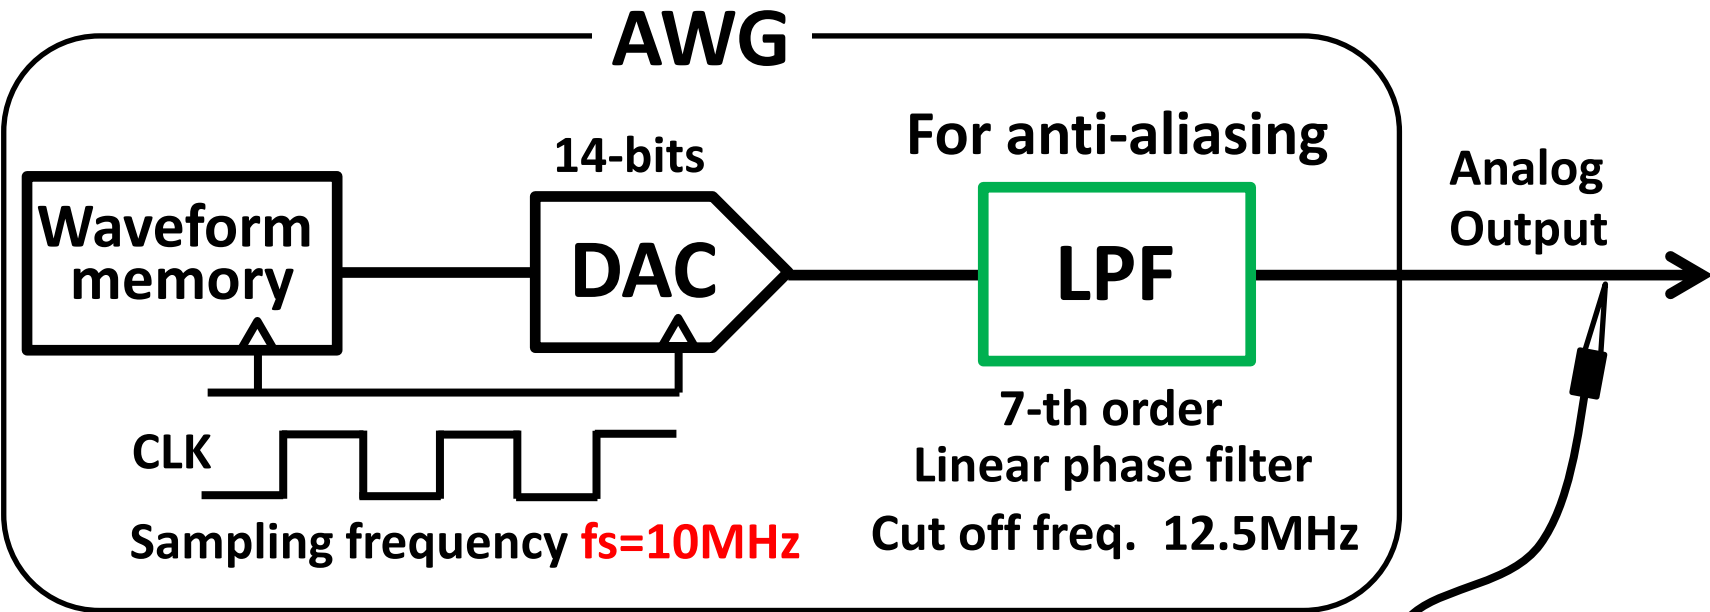 AWG
For anti-aliasing
14-bits
Analog
Output
Waveform
memory
DAC
LPF
7-th order
Linear phase filter
Cut off freq. 12.5MHz
CLK
Sampling frequency fs=10MHz